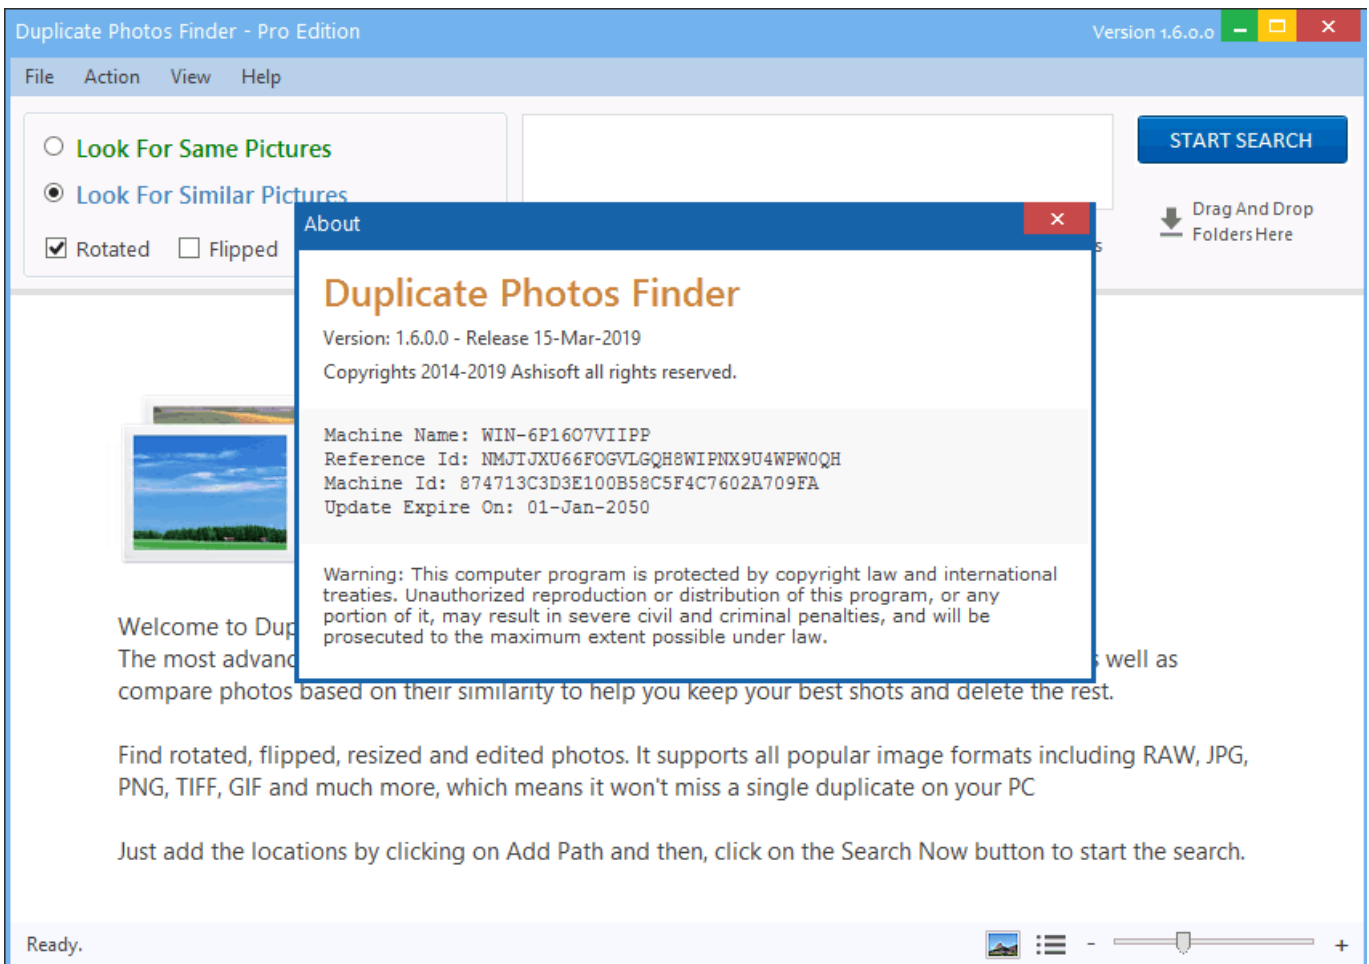 Duplicate Photos Finder - Pro Edition
Version 1.6.0.0
File Action View Help
Look For Same Pictures
Look For Similar Pictures
Rotated Flipped
START SEARCH
Drag And Drop
Folders Here
About
Duplicate Photos Finder
Version: 1.6.0.0 - Release 15-Mar-2019
Copyrights 2014-2019 Ashisoft all rights reserved.
Machine Name: WIN-6P16O7VIIPP
Reference Id: NMJTJXU66FOGVLGQH8WIPNX9U4WPW0QH
Machine Id: 874713C3D3E100B58C5F4C7602A709FA
Update Expire On: 01-Jan-2050
Warning: This computer program is protected by copyright law and international
treaties. Unauthorized reproduction or distribution of this program, or any
portion of it, may result in severe civil and criminal penalties, and will be
prosecuted to the maximum extent possible under law.
Welcome to Dup
The most advanc well as
compare photos based on their similarity to help you keep your best shots and delete the rest.
Find rotated, flipped, resized and edited photos. It supports all popular image formats including RAW, JPG,
PNG, TIFF, GIF and much more, which means it won't miss a single duplicate on your PC
Just add the locations by clicking on Add Path and then, click on the Search Now button to start the search.
Ready.
- +